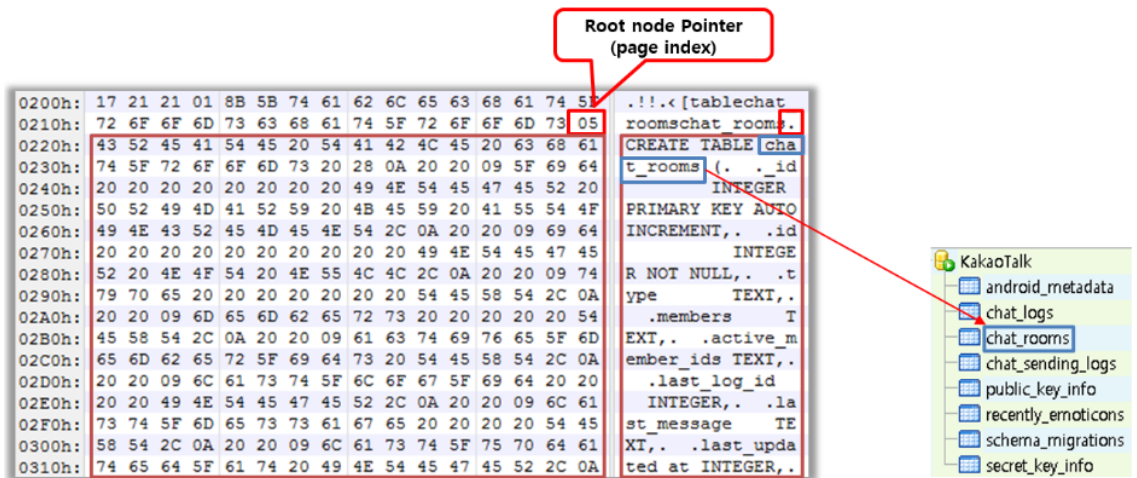 Root node Pointer
(page index)
0200h: 17 21 21 01 8B 5B 74 61 62 6C 65 63 68 61 74 5F .!!.‹[tablechat_
0210h: 72 6F 6F 6D 73 63 68 61 74 5F 72 6F 6F 6D 73 05 roomschat_rooms.
0220h: 43 52 45 41 54 45 20 54 41 42 4C 45 20 63 68 61 CREATE TABLE cha
0230h: 74 5F 72 6F 6F 6D 73 20 28 0A 20 20 09 5F 69 64 t_rooms (. ._id
0240h: 20 20 20 20 20 20 20 20 49 4E 54 45 47 45 52 20 INTEGER
0250h: 50 52 49 4D 41 52 59 20 4B 45 59 20 41 55 54 4F PRIMARY KEY AUTO
0260h: 49 4E 43 52 45 4D 45 4E 54 2C 0A 20 20 09 69 64 INCREMENT,. .id
0270h: 20 20 20 20 20 20 20 20 20 20 49 4E 54 45 47 45 INTEGE
0280h: 52 20 4E 4F 54 20 4E 55 4C 4C 2C 0A 20 20 09 74 R NOT NULL,. .t
0290h: 79 70 65 20 20 20 20 20 20 20 20 54 45 58 54 2C 0A ype TEXT,.
02A0h: 20 20 09 6D 65 6D 62 65 72 73 20 20 20 20 20 54 .members T
02B0h: 45 58 54 2C 0A 20 20 09 61 63 74 69 76 65 5F 6D EXT,. .active_m
02C0h: 65 6D 62 65 72 5F 69 64 73 20 54 45 58 54 2C 0A ember_ids TEXT,.
02D0h: 20 20 09 6C 61 73 74 5F 6C 6F 67 5F 69 64 20 20 .last_log_id
02E0h: 20 20 49 4E 54 45 47 45 52 2C 0A 20 20 09 6C 61 INTEGER,. .la
02F0h: 73 74 5F 6D 65 73 73 61 67 65 20 20 20 20 54 45 st_message TE
0300h: 58 54 2C 0A 20 20 09 6C 61 73 74 5F 75 70 64 61 XT,. .last_upda
0310h: 74 65 64 5F 61 74 20 49 4E 54 45 47 45 52 2C 0A ted at INTEGER,.
KakaoTalk
android_metadata
chat_logs
chat_rooms
chat_sending_logs
public_key_info
recently_emoticons
schema_migrations
secret_key_info